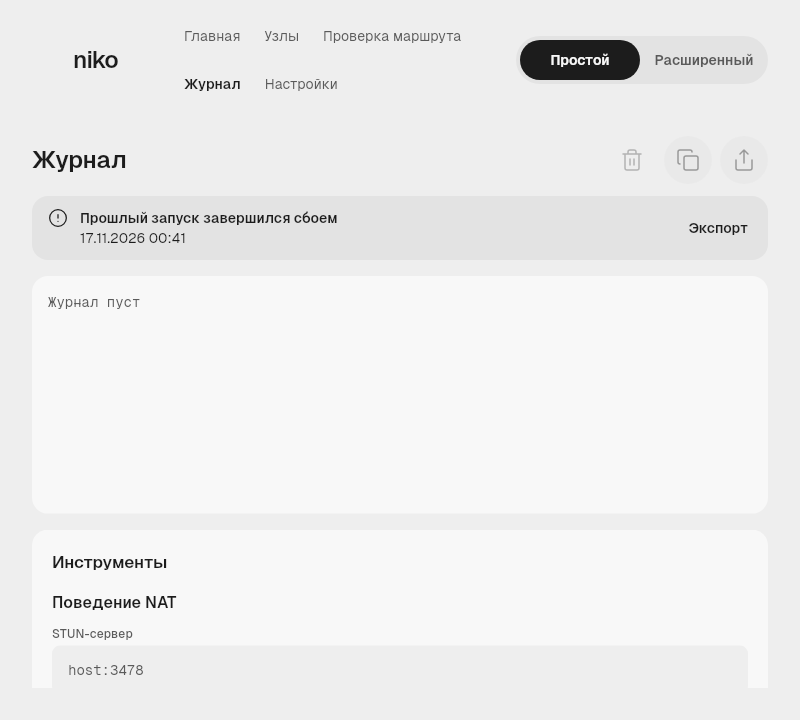 niko
Главная Узлы Проверка маршрута
Журнал Настройки
Простой Расширенный
Журнал
Прошлый запуск завершился сбоем
17.11.2026 00:41
Экспорт
Журнал пуст
Инструменты
Поведение NAT
STUN-сервер
host:3478